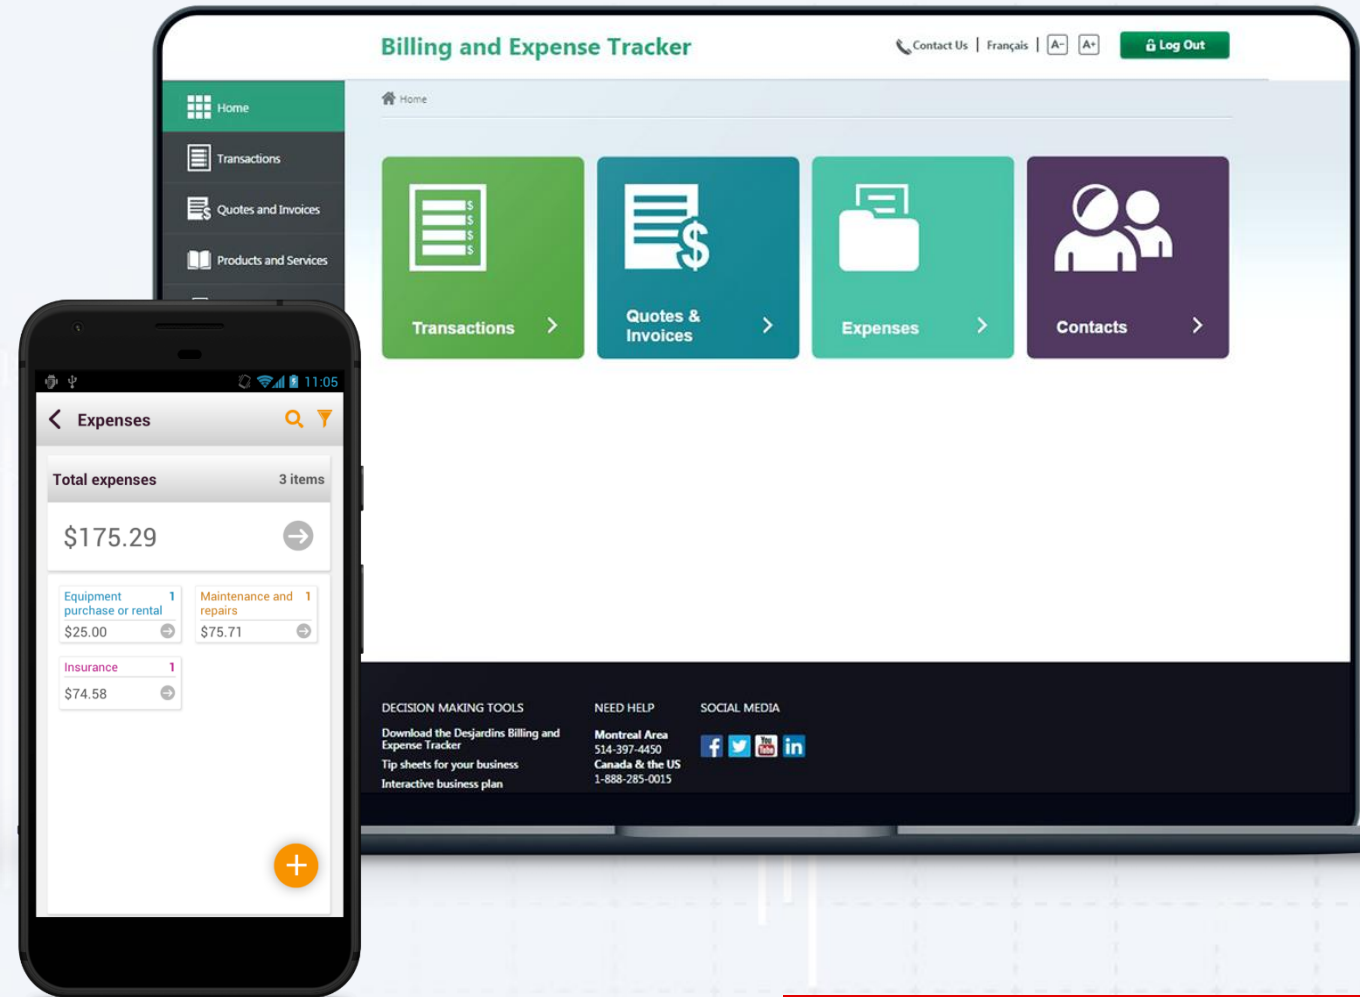 Billing and Expense Tracker
Contact Us | Français | A- A+ Log Out
Home
Home
Transactions
Quotes and Invoices
Products and Services
Transactions
Quotes &
Invoices
Expenses
Contacts
11:05
Expenses
Total expenses 3 items
$175.29
Equipment 1
purchase or rental
$25.00
Maintenance and 1
repairs
$75.71
Insurance 1
$74.58
DECISION MAKING TOOLS
Download the Desjardins Billing and
Expense Tracker
Tip sheets for your business
Interactive business plan
NEED HELP
Montreal Area
514-397-4450
Canada & the US
1-888-285-0015
SOCIAL MEDIA
You
Tube
in